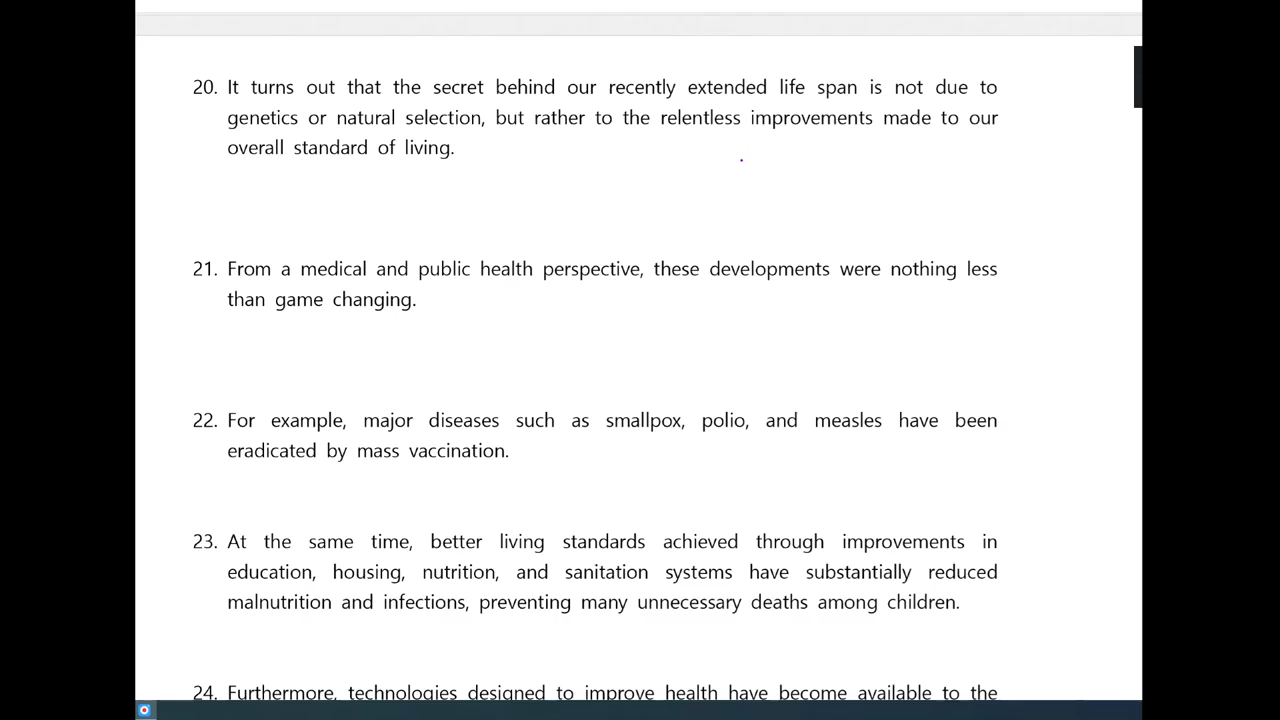 20. It turns out that the secret behind our recently extended life span is not due to
genetics or natural selection, but rather to the relentless improvements made to our
overall standard of living.
21. From a medical and public health perspective, these developments were nothing less
than game changing.
22. For example, major diseases such as smallpox, polio, and measles have been
eradicated by mass vaccination.
23. At the same time, better living standards achieved through improvements in
education, housing, nutrition, and sanitation systems have substantially reduced
malnutrition and infections, preventing many unnecessary deaths among children.
24. Furthermore, technologies designed to improve health have become available to the